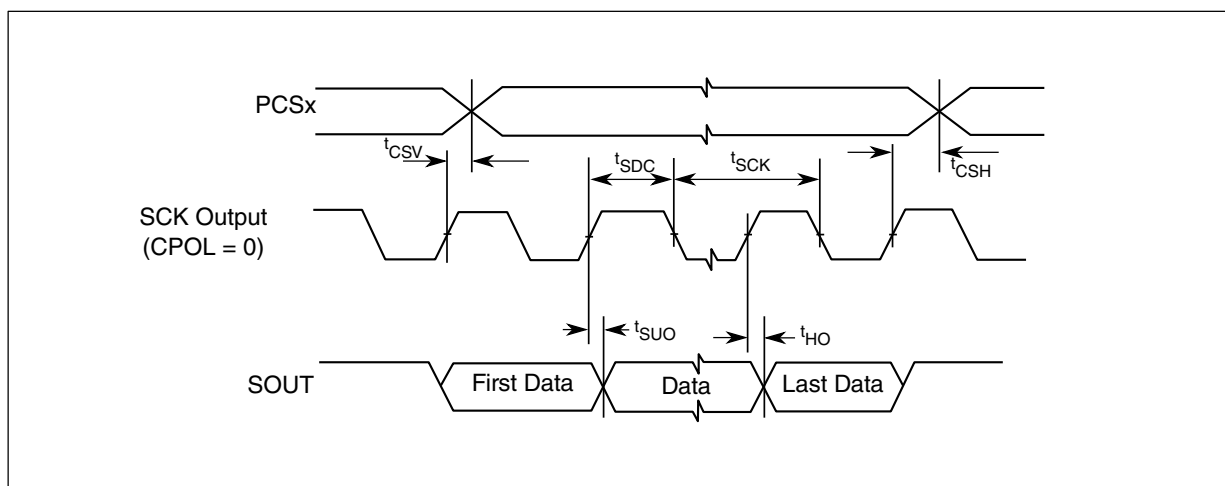 PCSx
tCSV
tSDC
tSCK
tCSH
SCK Output
(CPOL = 0)
tSUO
tHO
SOUT
First Data
Data
Last Data